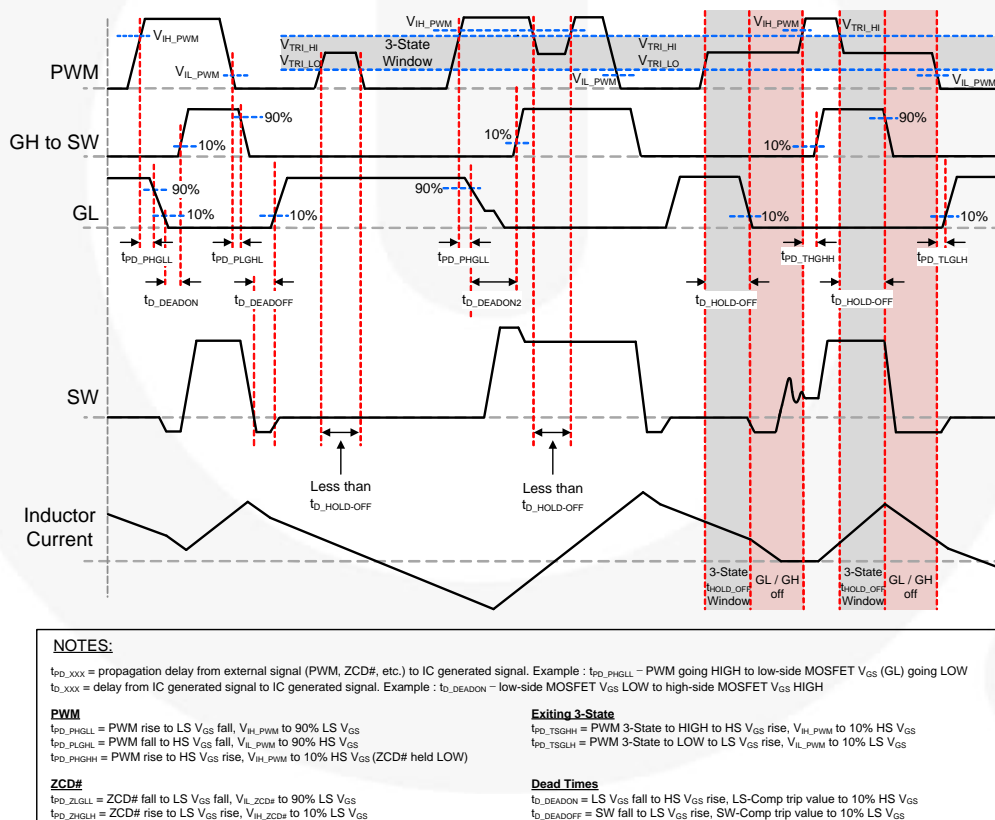 VIH_PWM VIH_PWM VIH_PWM
VTRI_HI VTRI_HI VTRI_HI
3-State
Window
VTRI_LO VTRI_LO
PWM
VIL_PWM VIL_PWM VIL_PWM
90% 90%
GH to SW
10% 10% 10%
90% 90%
GL
10% 10% 10% 10%
tPD_PHGLL tPD_PLGHL tPD_PHGLL tPD_THGHH tPD_TLGLH
tD_DEADON tD_DEADOFF tD_DEADON2 tD_HOLD-OFF tD_HOLD-OFF
SW
Less than
tD_HOLD-OFF
Less than
tD_HOLD-OFF
Inductor
Current
3-State
tHOLD_OFF
Window
GL / GH
off
3-State
tHOLD_OFF
Window
GL / GH
off
NOTES:
tPD_XXX = propagation delay from external signal (PWM, ZCD#, etc.) to IC generated signal. Example : tPD_PHGLL – PWM going HIGH to low-side MOSFET VGS (GL) going LOW
tD_XXX = delay from IC generated signal to IC generated signal. Example : tD_DEADON – low-side MOSFET VGS LOW to high-side MOSFET VGS HIGH
PWM
tPD_PHGLL = PWM rise to LS VGS fall, VIH_PWM to 90% LS VGS
tPD_PLGHL = PWM fall to HS VGS fall, VIL_PWM to 90% HS VGS
tPD_PHGHH = PWM rise to HS VGS rise, VIH_PWM to 10% HS VGS (ZCD# held LOW)
ZCD#
tPD_ZLGLL = ZCD# fall to LS VGS fall, VIL_ZCD# to 90% LS VGS
tPD_ZHGLH = ZCD# rise to LS VGS rise, VIH_ZCD# to 10% LS VGS
Exiting 3-State
tPD_TSGHH = PWM 3-State to HIGH to HS VGS rise, VIH_PWM to 10% HS VGS
tPD_TSGLH = PWM 3-State to LOW to LS VGS rise, VIL_PWM to 10% LS VGS
Dead Times
tD_DEADON = LS VGS fall to HS VGS rise, LS-Comp trip value to 10% HS VGS
tD_DEADOFF = SW fall to LS VGS rise, SW-Comp trip value to 10% LS VGS